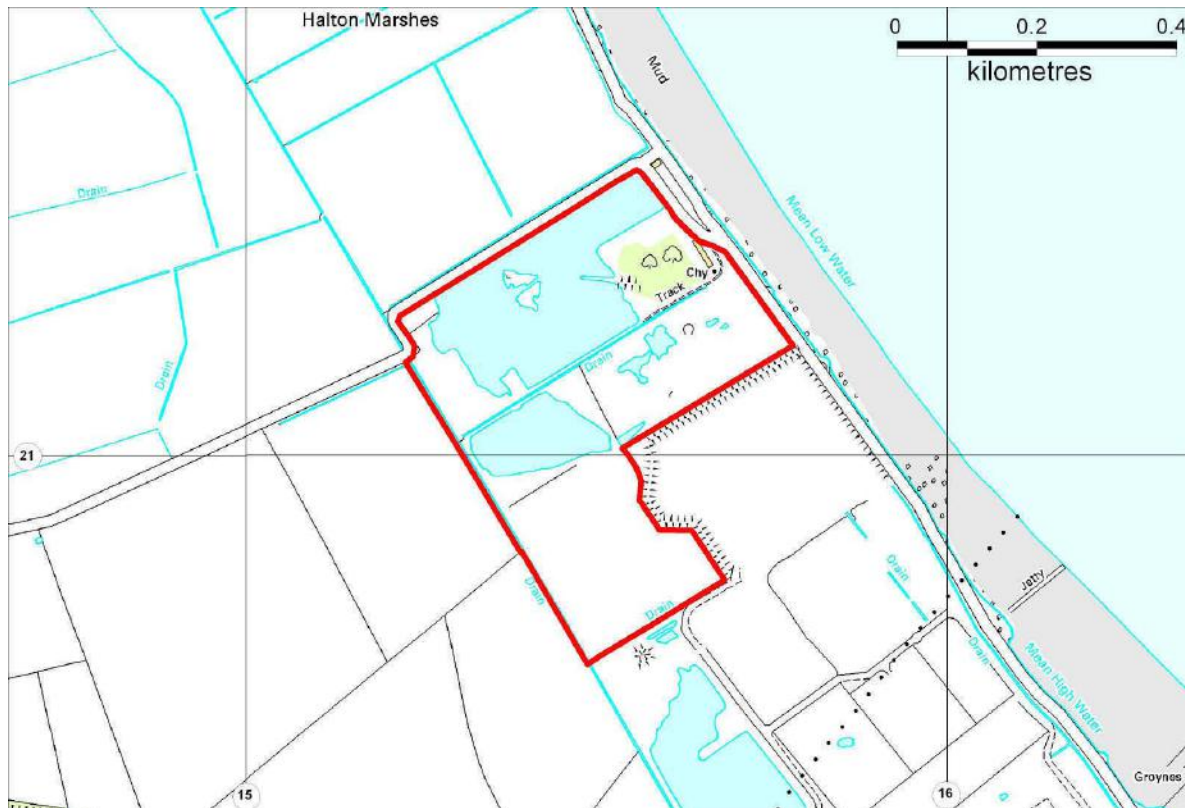 Halton Marshes
0 0.2 0.4
kilometres
Mud
Drain
Mean Low Water
Chy
Track
Drain
Drain
21
Drain
Drain
Drain
Jetty
Drain
Mean High Water
Groynes
15
16